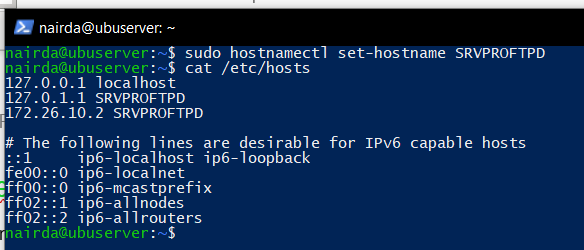 nairda@ubuserver: ~
nairda@ubuserver:~$ sudo hostnamectl set-hostname SRVPROFTPD
nairda@ubuserver:~$ cat /etc/hosts
127.0.0.1 localhost
127.0.1.1 SRVPROFTPD
172.26.10.2 SRVPROFTPD
# The following lines are desirable for IPv6 capable hosts
::1     ip6-localhost ip6-loopback
fe00::0 ip6-localnet
ff00::0 ip6-mcastprefix
ff02::1 ip6-allnodes
ff02::2 ip6-allrouters
nairda@ubuserver:~$